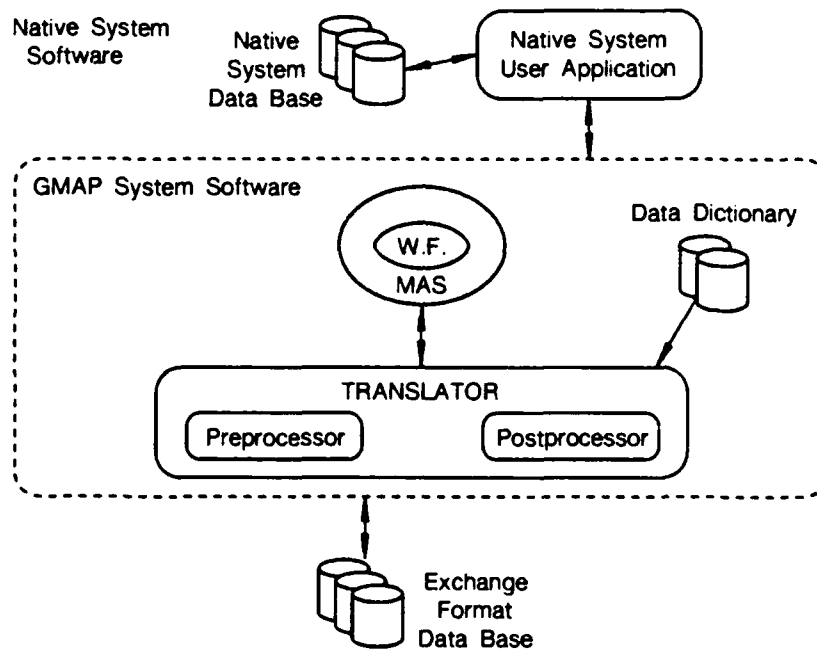 Native System
Software
Native
System
Data Base
Native System
User Application
GMAP System Software
W.F.
MAS
Data Dictionary
TRANSLATOR
Preprocessor
Postprocessor
Exchange
Format
Data Base